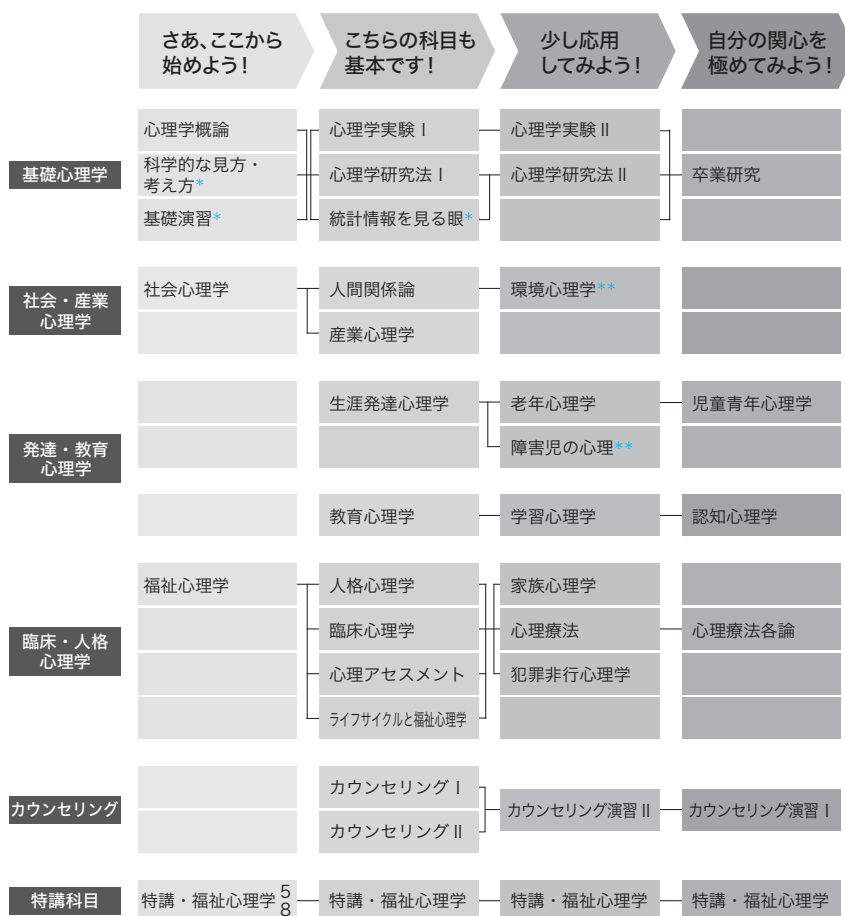 さあ、ここから
始めよう！
こちらの科目も
基本です！
少し応用
してみよう！
自分の関心を
極めてみよう！
基礎心理学
心理学概論
心理学実験Ⅰ
心理学実験Ⅱ
科学的な見方・
考え方*
心理学研究法Ⅰ
心理学研究法Ⅱ
卒業研究
基礎演習*
統計情報を見る眼*
社会・産業
心理学
社会心理学
人間関係論
環境心理学**
産業心理学
発達・教育
心理学
生涯発達心理学
老年心理学
児童青年心理学
障害児の心理**
教育心理学
学習心理学
認知心理学
臨床・人格
心理学
福祉心理学
人格心理学
家族心理学
臨床心理学
心理療法
心理療法各論
心理アセスメント
犯罪非行心理学
ライフサイクルと福祉心理学
カウンセリング
カウンセリングⅠ
カウンセリングⅡ
カウンセリング演習Ⅱ
カウンセリング演習Ⅰ
特講科目
特講・福祉心理学 5 8
特講・福祉心理学
特講・福祉心理学
特講・福祉心理学